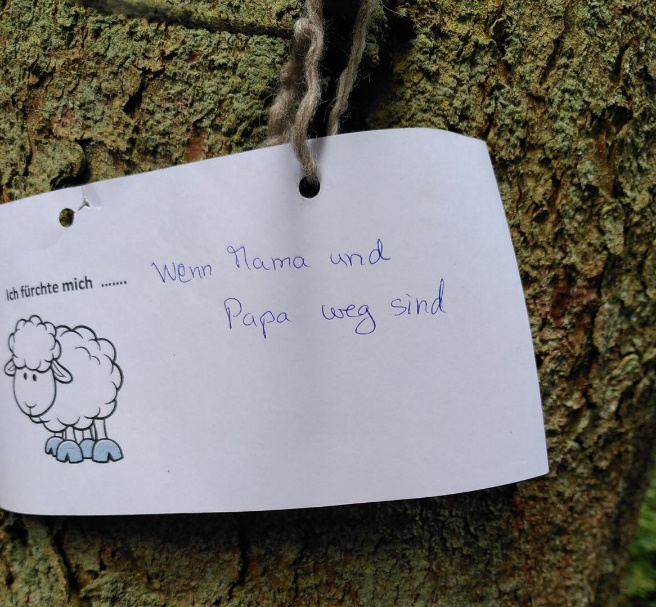 Ich fürchte mich ....... Wenn Mama und
Papa weg sind